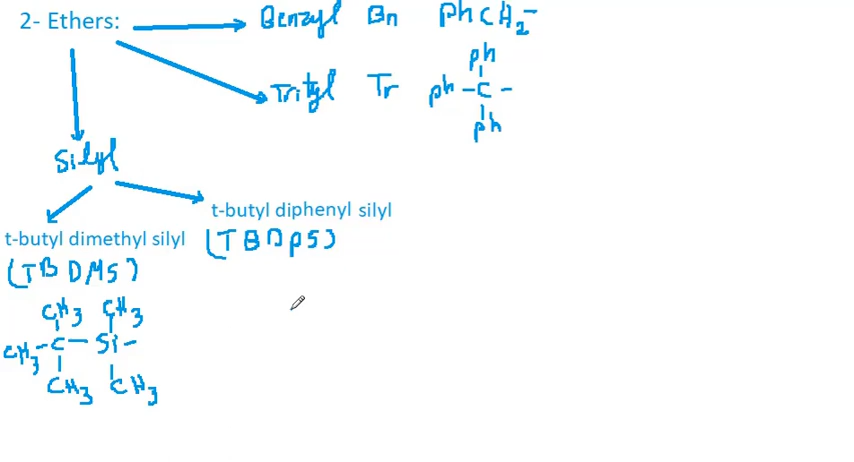 2- Ethers:
Benzyl Bn PhCH2-
Trityl Tr
ph
ph - C -
ph
Silyl
t-butyl diphenyl silyl
(TBDPS)
t-butyl dimethyl silyl
(TBDMS)
CH3 CH3
CH3 - C - Si -
CH3 CH3